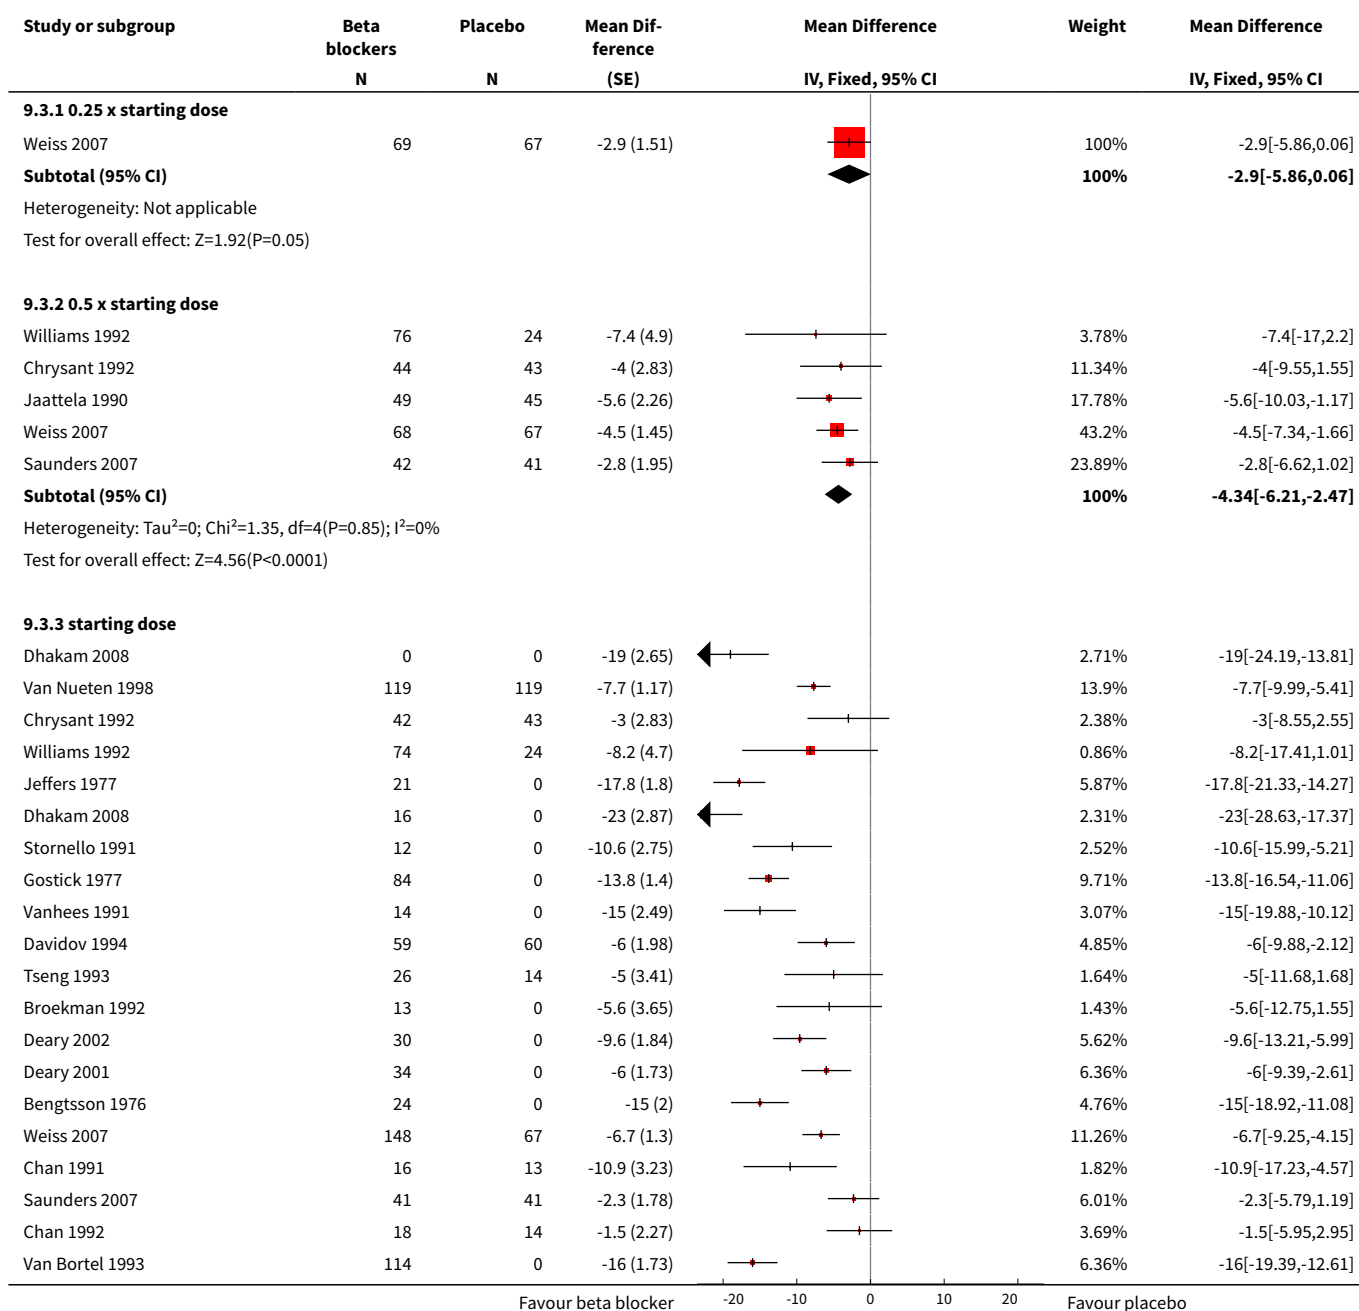 Study or subgroup Beta blockers Placebo Mean Dif- ference Mean Difference Weight Mean Difference
N N (SE) IV, Fixed, 95% CI IV, Fixed, 95% CI
9.3.1 0.25 x starting dose
Weiss 2007 69 67 -2.9 (1.51) 100% -2.9[-5.86,0.06]
Subtotal (95% CI) 100% -2.9[-5.86,0.06]
Heterogeneity: Not applicable
Test for overall effect: Z=1.92(P=0.05)
9.3.2 0.5 x starting dose
Williams 1992 76 24 -7.4 (4.9) 3.78% -7.4[-17,2.2]
Chrysant 1992 44 43 -4 (2.83) 11.34% -4[-9.55,1.55]
Jaattela 1990 49 45 -5.6 (2.26) 17.78% -5.6[-10.03,-1.17]
Weiss 2007 68 67 -4.5 (1.45) 43.2% -4.5[-7.34,-1.66]
Saunders 2007 42 41 -2.8 (1.95) 23.89% -2.8[-6.62,1.02]
Subtotal (95% CI) 100% -4.34[-6.21,-2.47]
Heterogeneity: Tau²=0; Chi²=1.35, df=4(P=0.85); I²=0%
Test for overall effect: Z=4.56(P<0.0001)
9.3.3 starting dose
Dhakam 2008 0 0 -19 (2.65) 2.71% -19[-24.19,-13.81]
Van Nueten 1998 119 119 -7.7 (1.17) 13.9% -7.7[-9.99,-5.41]
Chrysant 1992 42 43 -3 (2.83) 2.38% -3[-8.55,2.55]
Williams 1992 74 24 -8.2 (4.7) 0.86% -8.2[-17.41,1.01]
Jeffers 1977 21 0 -17.8 (1.8) 5.87% -17.8[-21.33,-14.27]
Dhakam 2008 16 0 -23 (2.87) 2.31% -23[-28.63,-17.37]
Stornello 1991 12 0 -10.6 (2.75) 2.52% -10.6[-15.99,-5.21]
Gostick 1977 84 0 -13.8 (1.4) 9.71% -13.8[-16.54,-11.06]
Vanhees 1991 14 0 -15 (2.49) 3.07% -15[-19.88,-10.12]
Davidov 1994 59 60 -6 (1.98) 4.85% -6[-9.88,-2.12]
Tseng 1993 26 14 -5 (3.41) 1.64% -5[-11.68,1.68]
Broekman 1992 13 0 -5.6 (3.65) 1.43% -5.6[-12.75,1.55]
Deary 2002 30 0 -9.6 (1.84) 5.62% -9.6[-13.21,-5.99]
Deary 2001 34 0 -6 (1.73) 6.36% -6[-9.39,-2.61]
Bengtsson 1976 24 0 -15 (2) 4.76% -15[-18.92,-11.08]
Weiss 2007 148 67 -6.7 (1.3) 11.26% -6.7[-9.25,-4.15]
Chan 1991 16 13 -10.9 (3.23) 1.82% -10.9[-17.23,-4.57]
Saunders 2007 41 41 -2.3 (1.78) 6.01% -2.3[-5.79,1.19]
Chan 1992 18 14 -1.5 (2.27) 3.69% -1.5[-5.95,2.95]
Van Bortel 1993 114 0 -16 (1.73) 6.36% -16[-19.39,-12.61]
Favour beta blocker -20 -10 0 10 20 Favour placebo